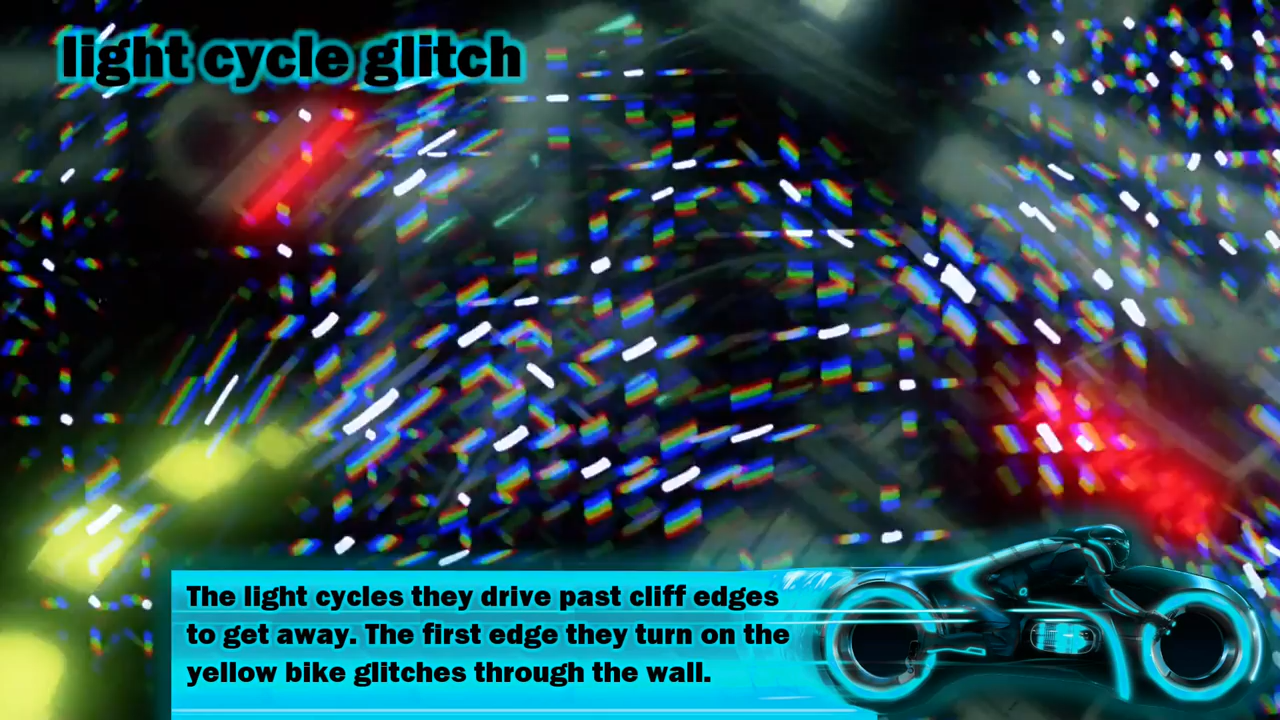 light cycle glitch
The light cycles they drive past cliff edges
to get away. The first edge they turn on the
yellow bike glitches through the wall.